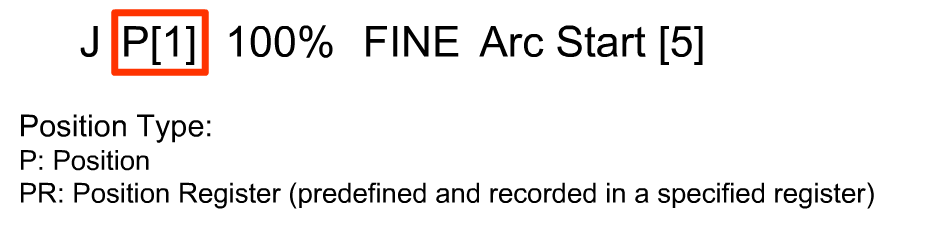 J P[1] 100% FINE Arc Start [5]
Position Type:
P: Position
PR: Position Register (predefined and recorded in a specified register)